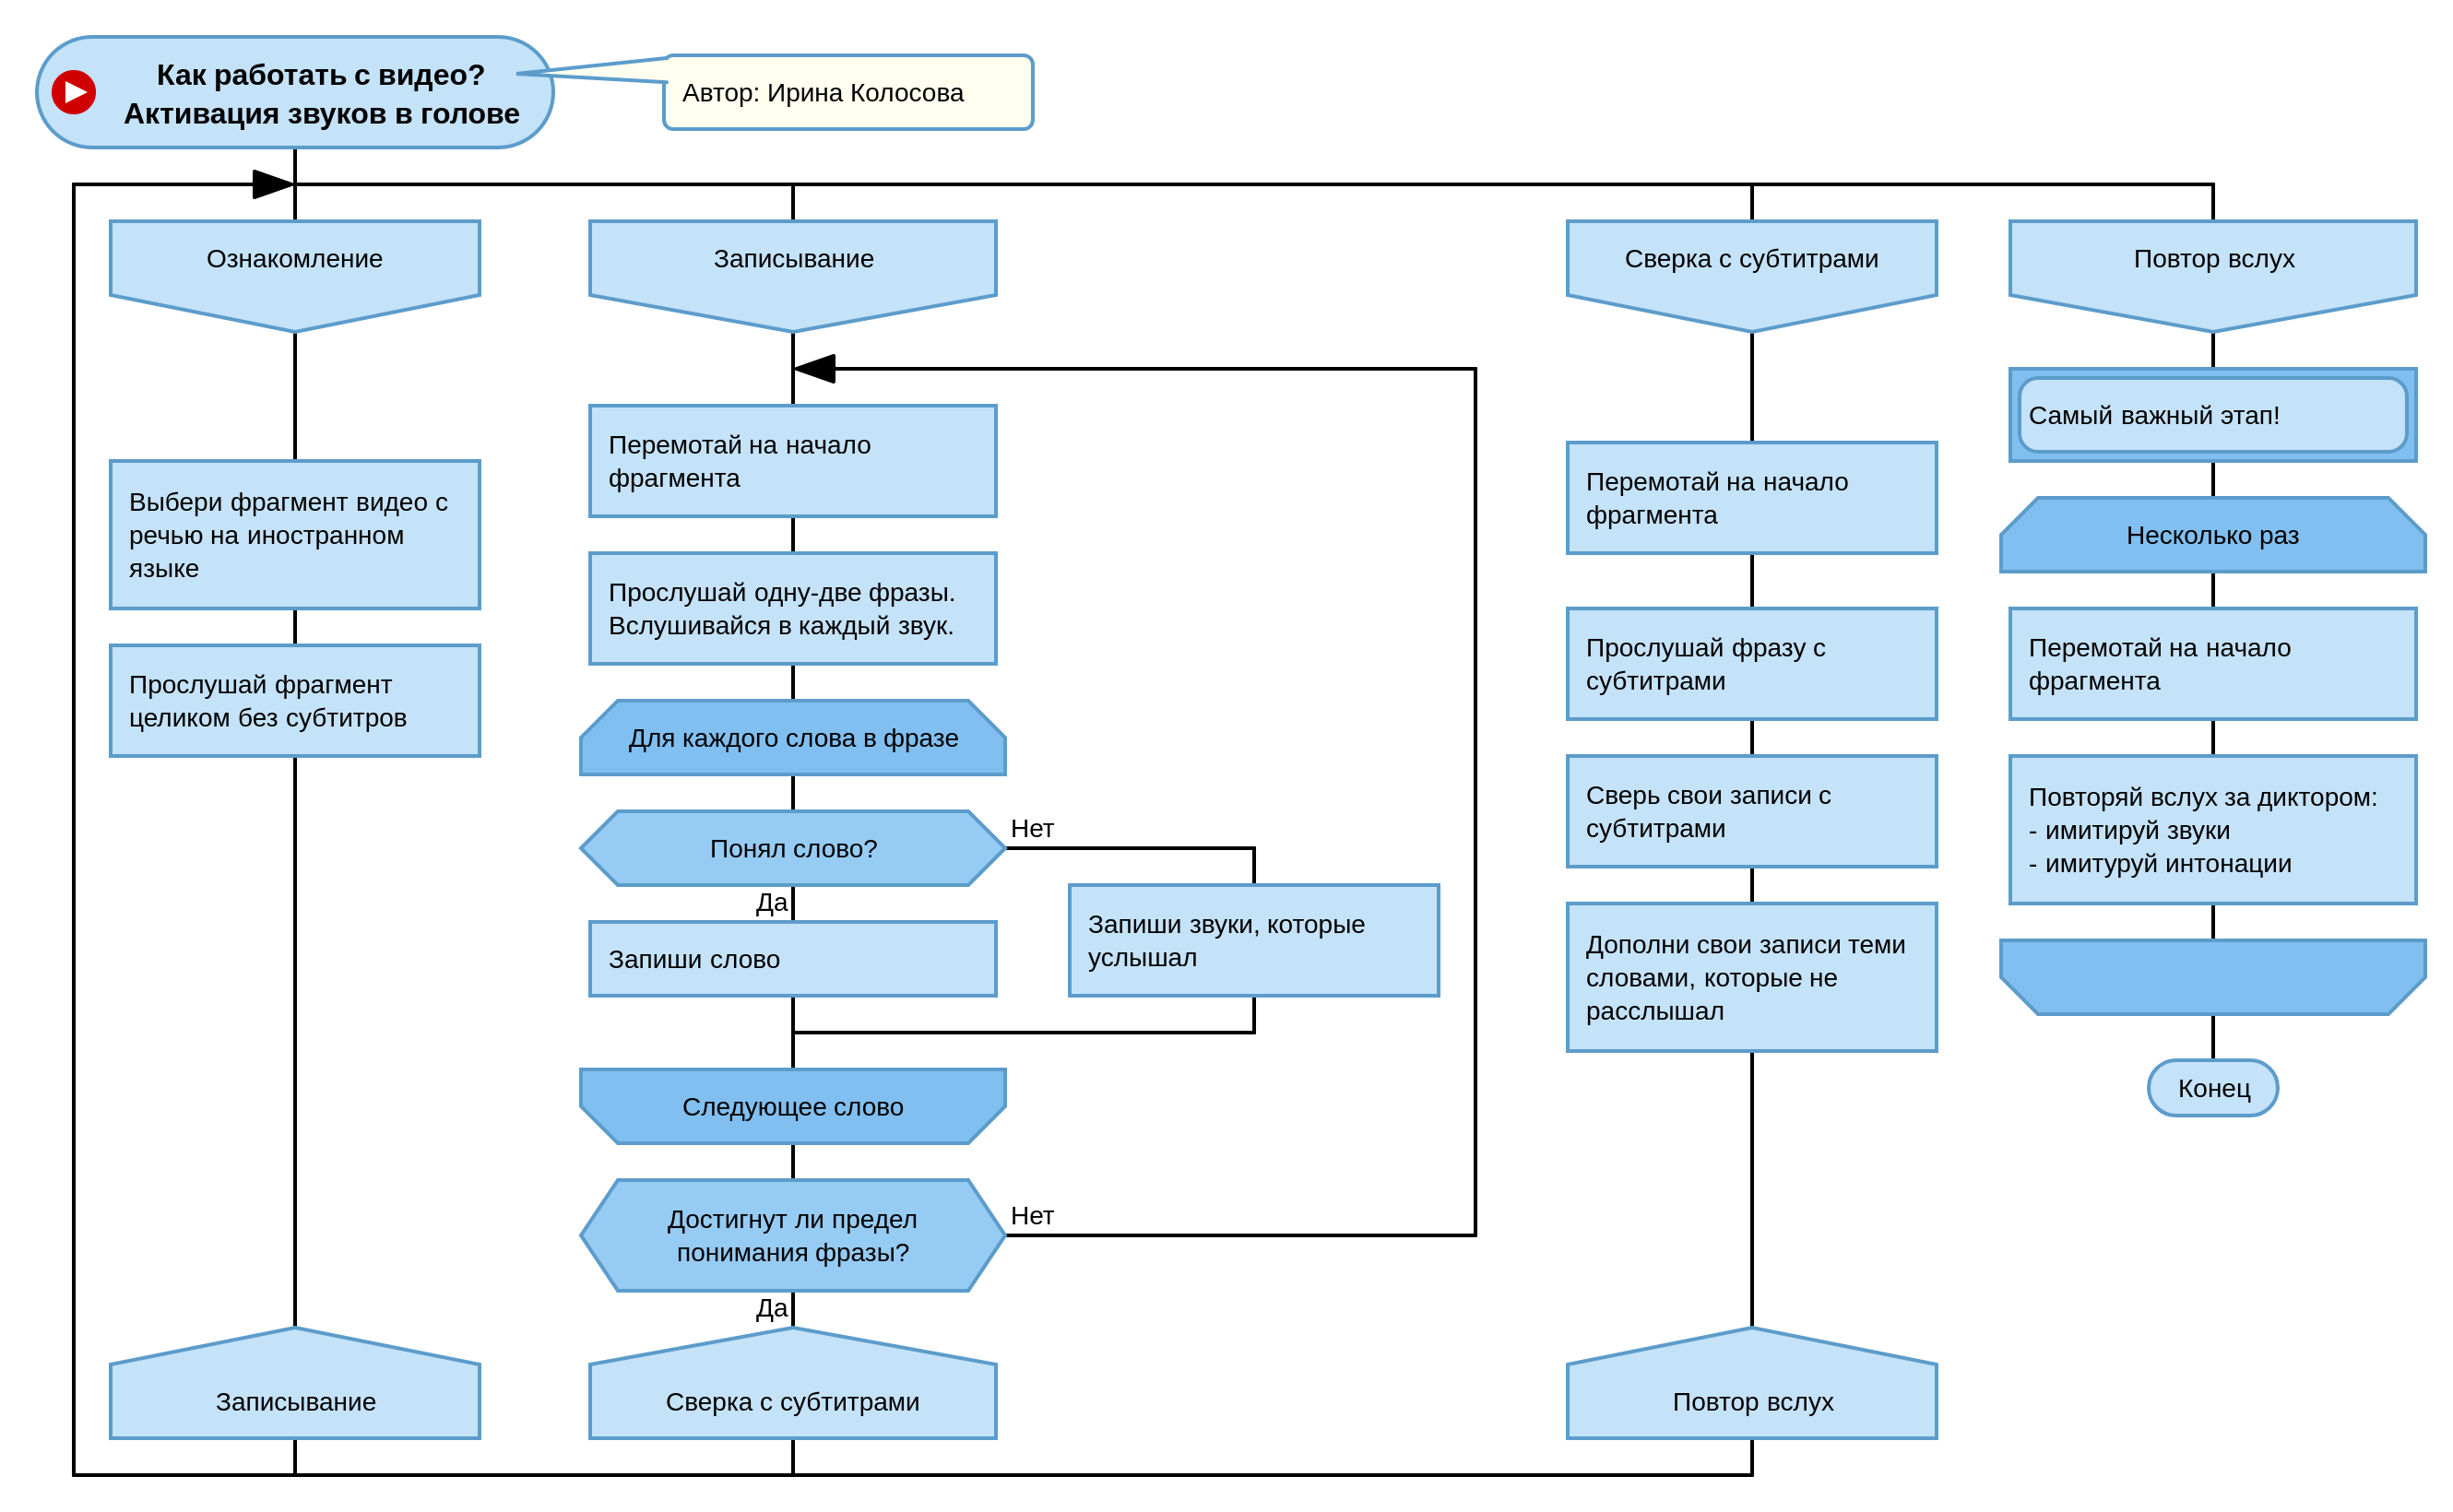 Как работать с видео?
Активация звуков в голове
Автор: Ирина Колосова
Ознакомление
Выбери фрагмент видео с
речью на иностранном
языке
Прослушай фрагмент
целиком без субтитров
Записывание
Записывание
Перемотай на начало
фрагмента
Прослушай одну-две фразы.
Вслушивайся в каждый звук.
Для каждого слова в фразе
Понял слово?
Нет
Да
Запиши слово
Запиши звуки, которые
услышал
Следующее слово
Достигнут ли предел
понимания фразы?
Нет
Да
Сверка с субтитрами
Сверка с субтитрами
Перемотай на начало
фрагмента
Прослушай фразу с
субтитрами
Сверь свои записи с
субтитрами
Дополни свои записи теми
словами, которые не
расслышал
Повтор вслух
Повтор вслух
Самый важный этап!
Несколько раз
Перемотай на начало
фрагмента
Повторяй вслух за диктором:
- имитируй звуки
- имитуруй интонации
Конец